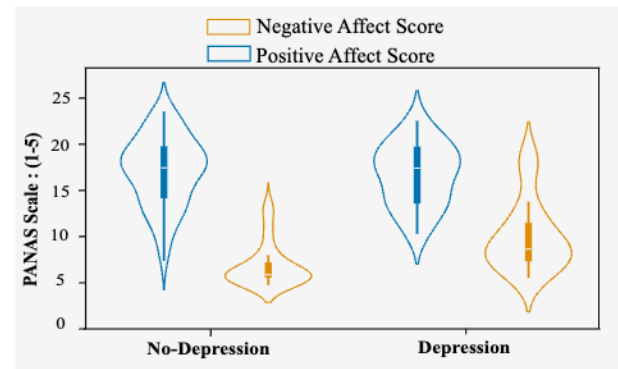 Negative Affect Score
Positive Affect Score
PANAS Scale : (1-5)
25
20
15
10
5
0
No-Depression
Depression